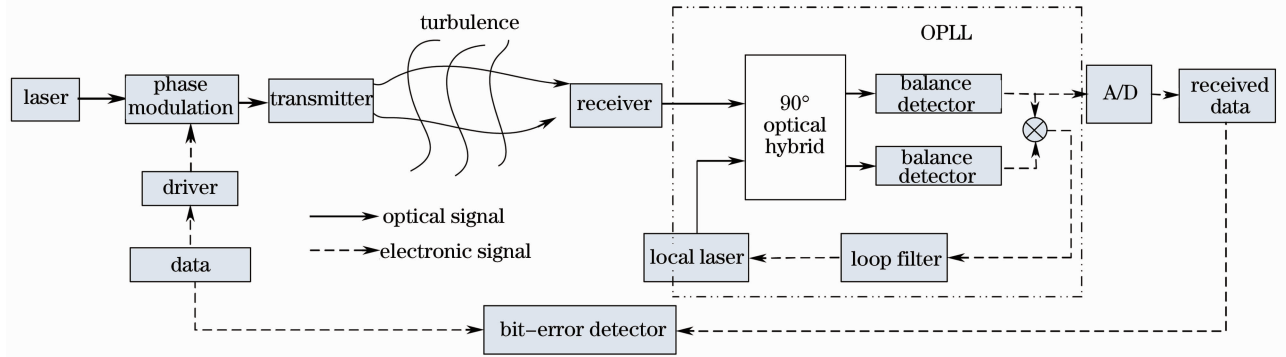 turbulence
OPLL
laser
phase
modulation
transmitter
receiver
90°
optical
hybrid
balance
detector
A/D
received
data
balance
detector
driver
optical signal
electronic signal
data
local laser
loop filter
bit-error detector